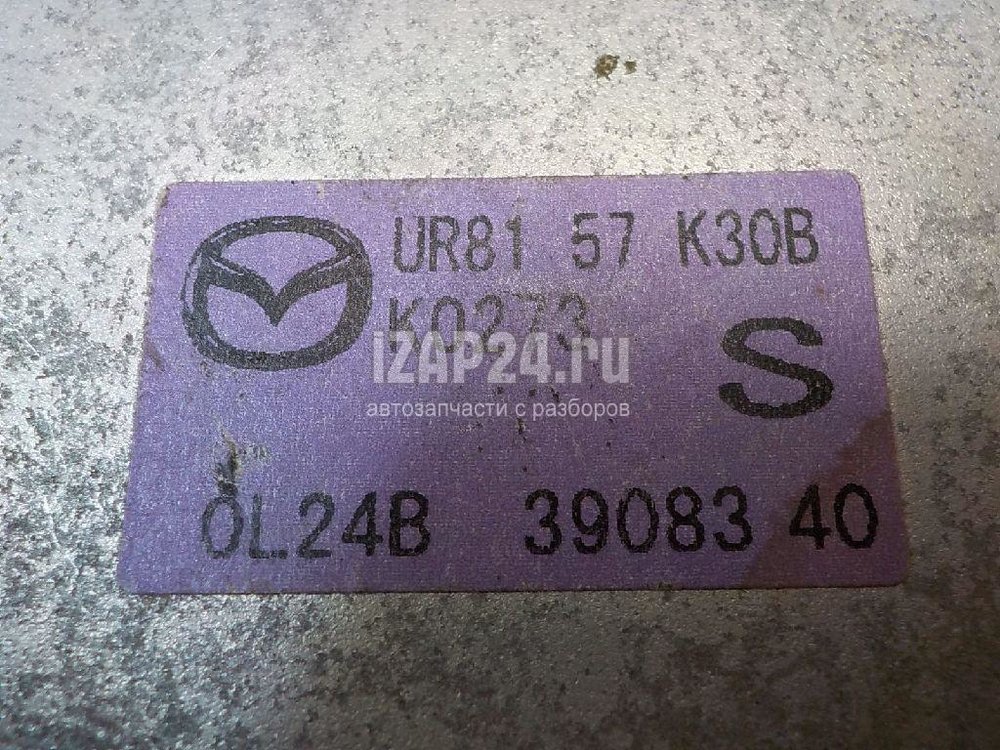 UR81 57 K30B
K0273
S
IZAP24.ru
автозапчасти с разборов
0L24B 39083 40